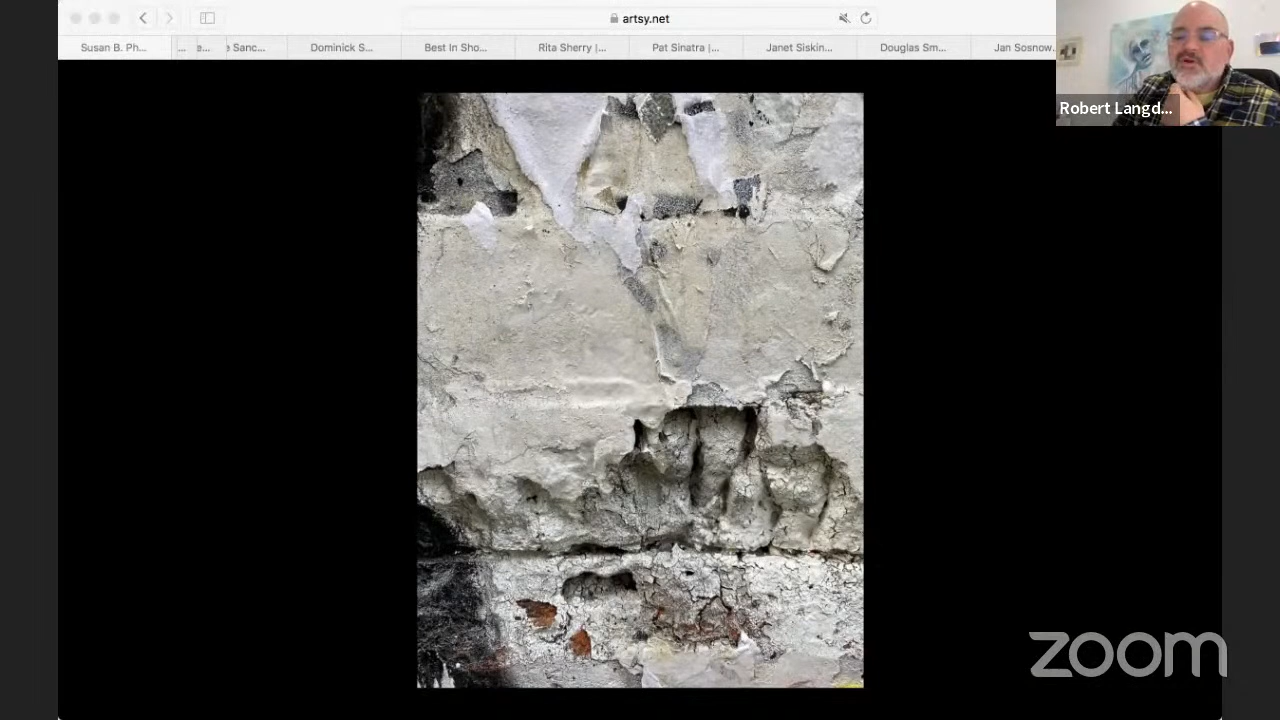 artsy.net
Susan B. Ph...
... e... e Sanc...
Dominick S...
Best In Sho...
Rita Sherry |...
Pat Sinatra |...
Janet Siskin...
Douglas Sm...
Jan Sosnow...
Robert Langd...
zoom